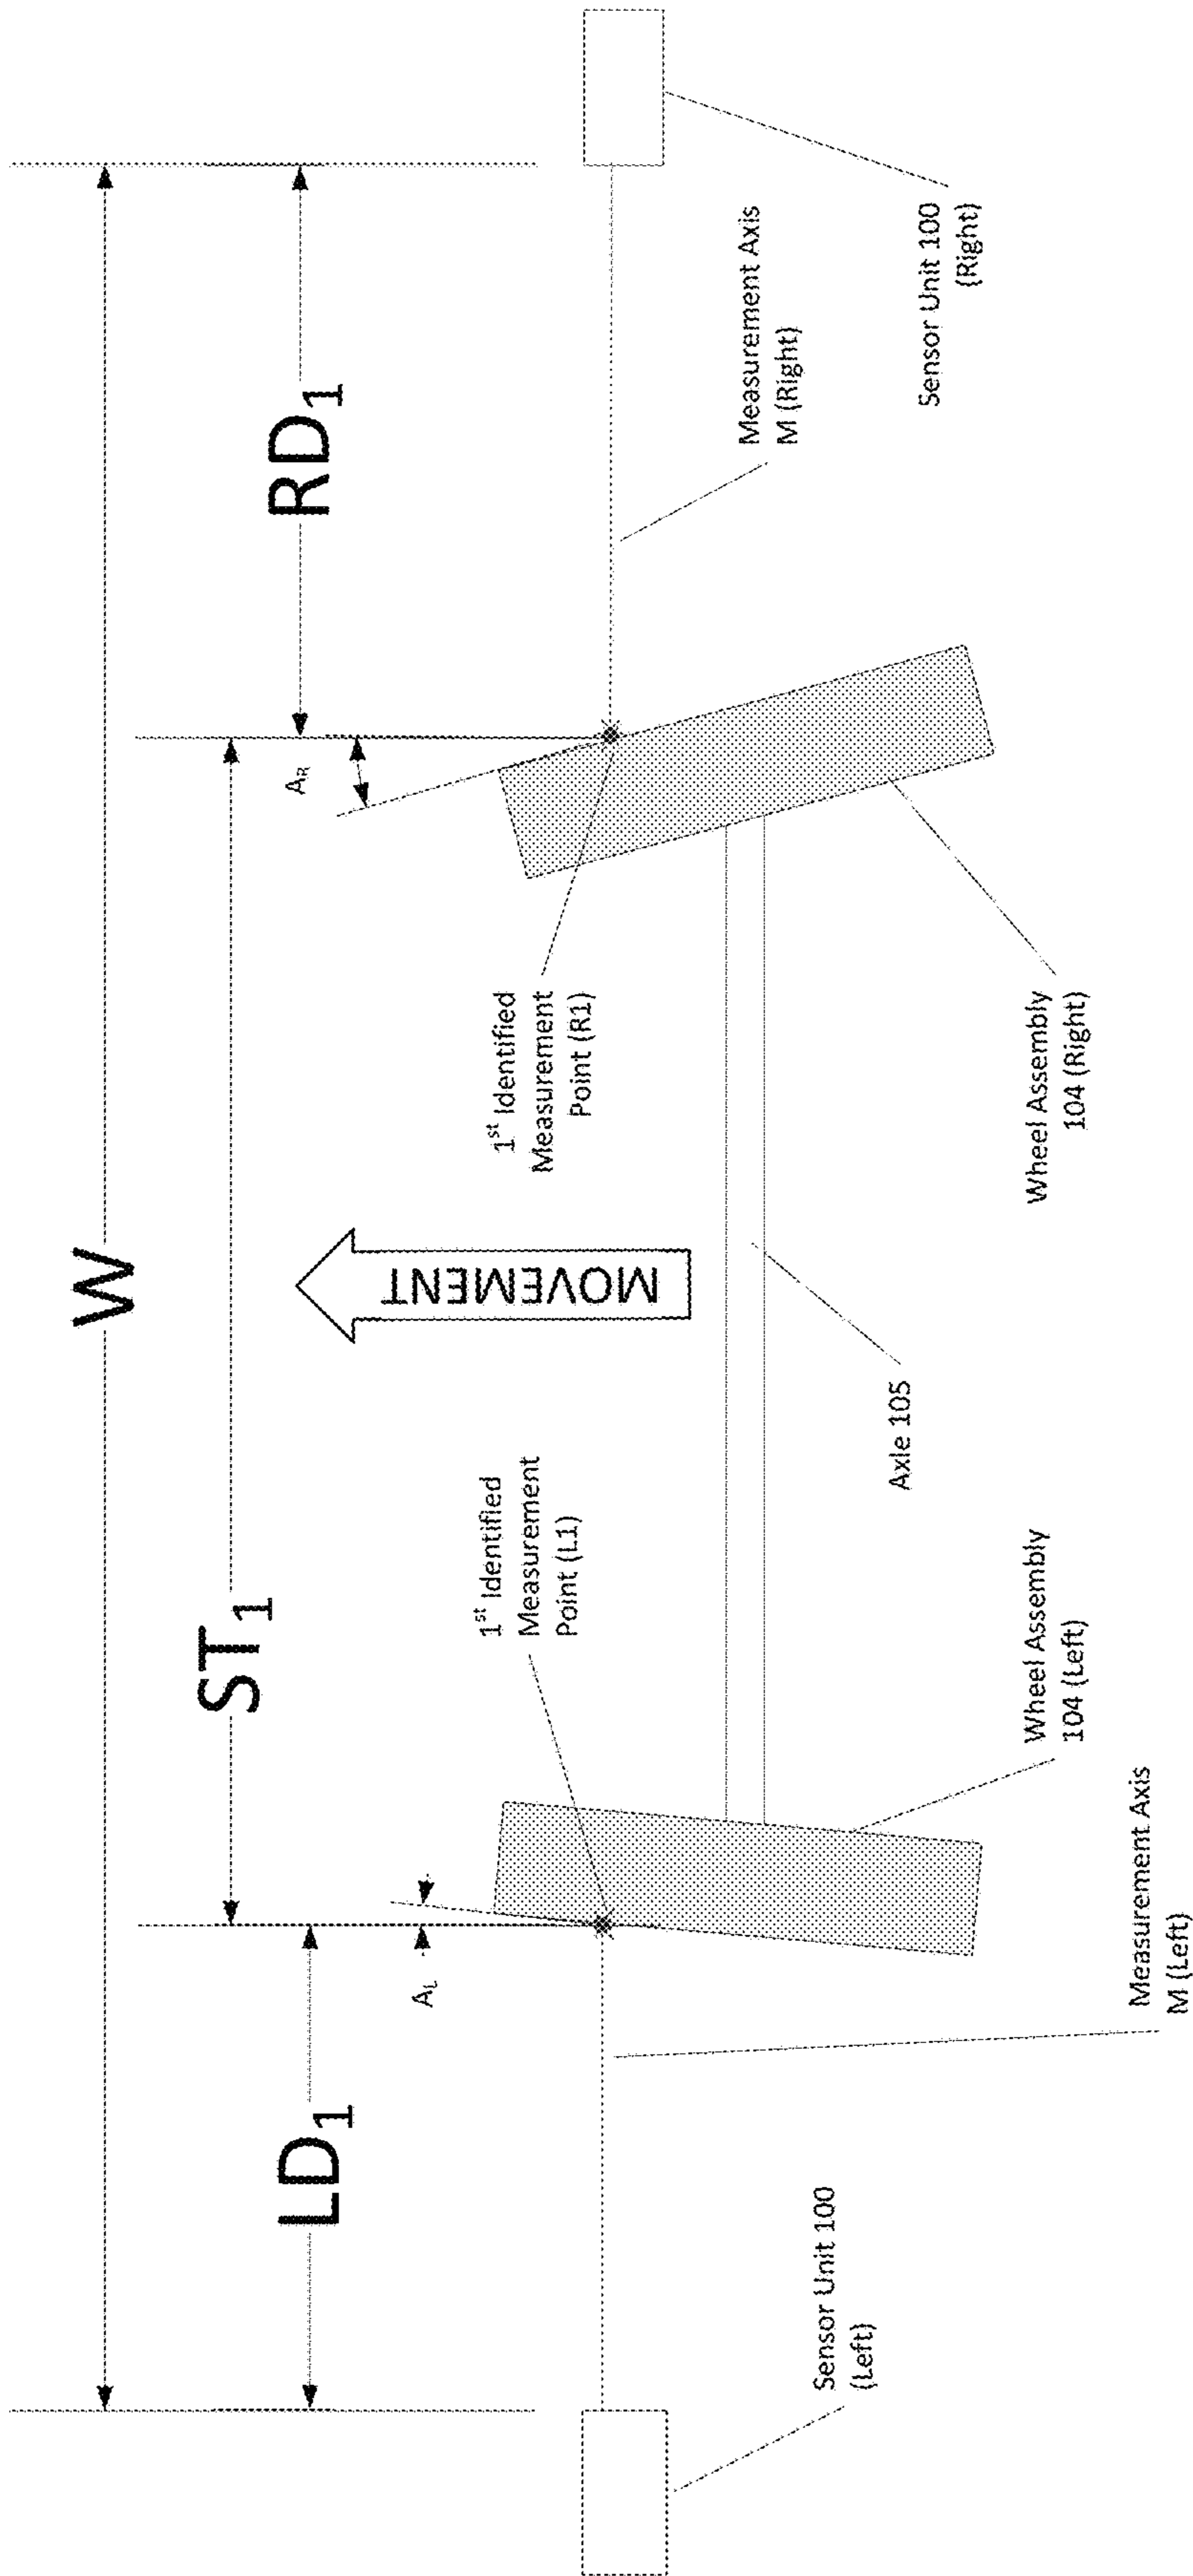 W
ST1
LD1
RD1
AL
AR
MOVEMENT
1st Identified
Measurement
Point (L1)
1st Identified
Measurement
Point (R1)
Measurement Axis
M (Right)
Sensor Unit 100
(Left)
Axle 105
Sensor Unit 100
(Right)
Wheel Assembly
104 (Left)
Wheel Assembly
104 (Right)
Measurement Axis
M (Left)